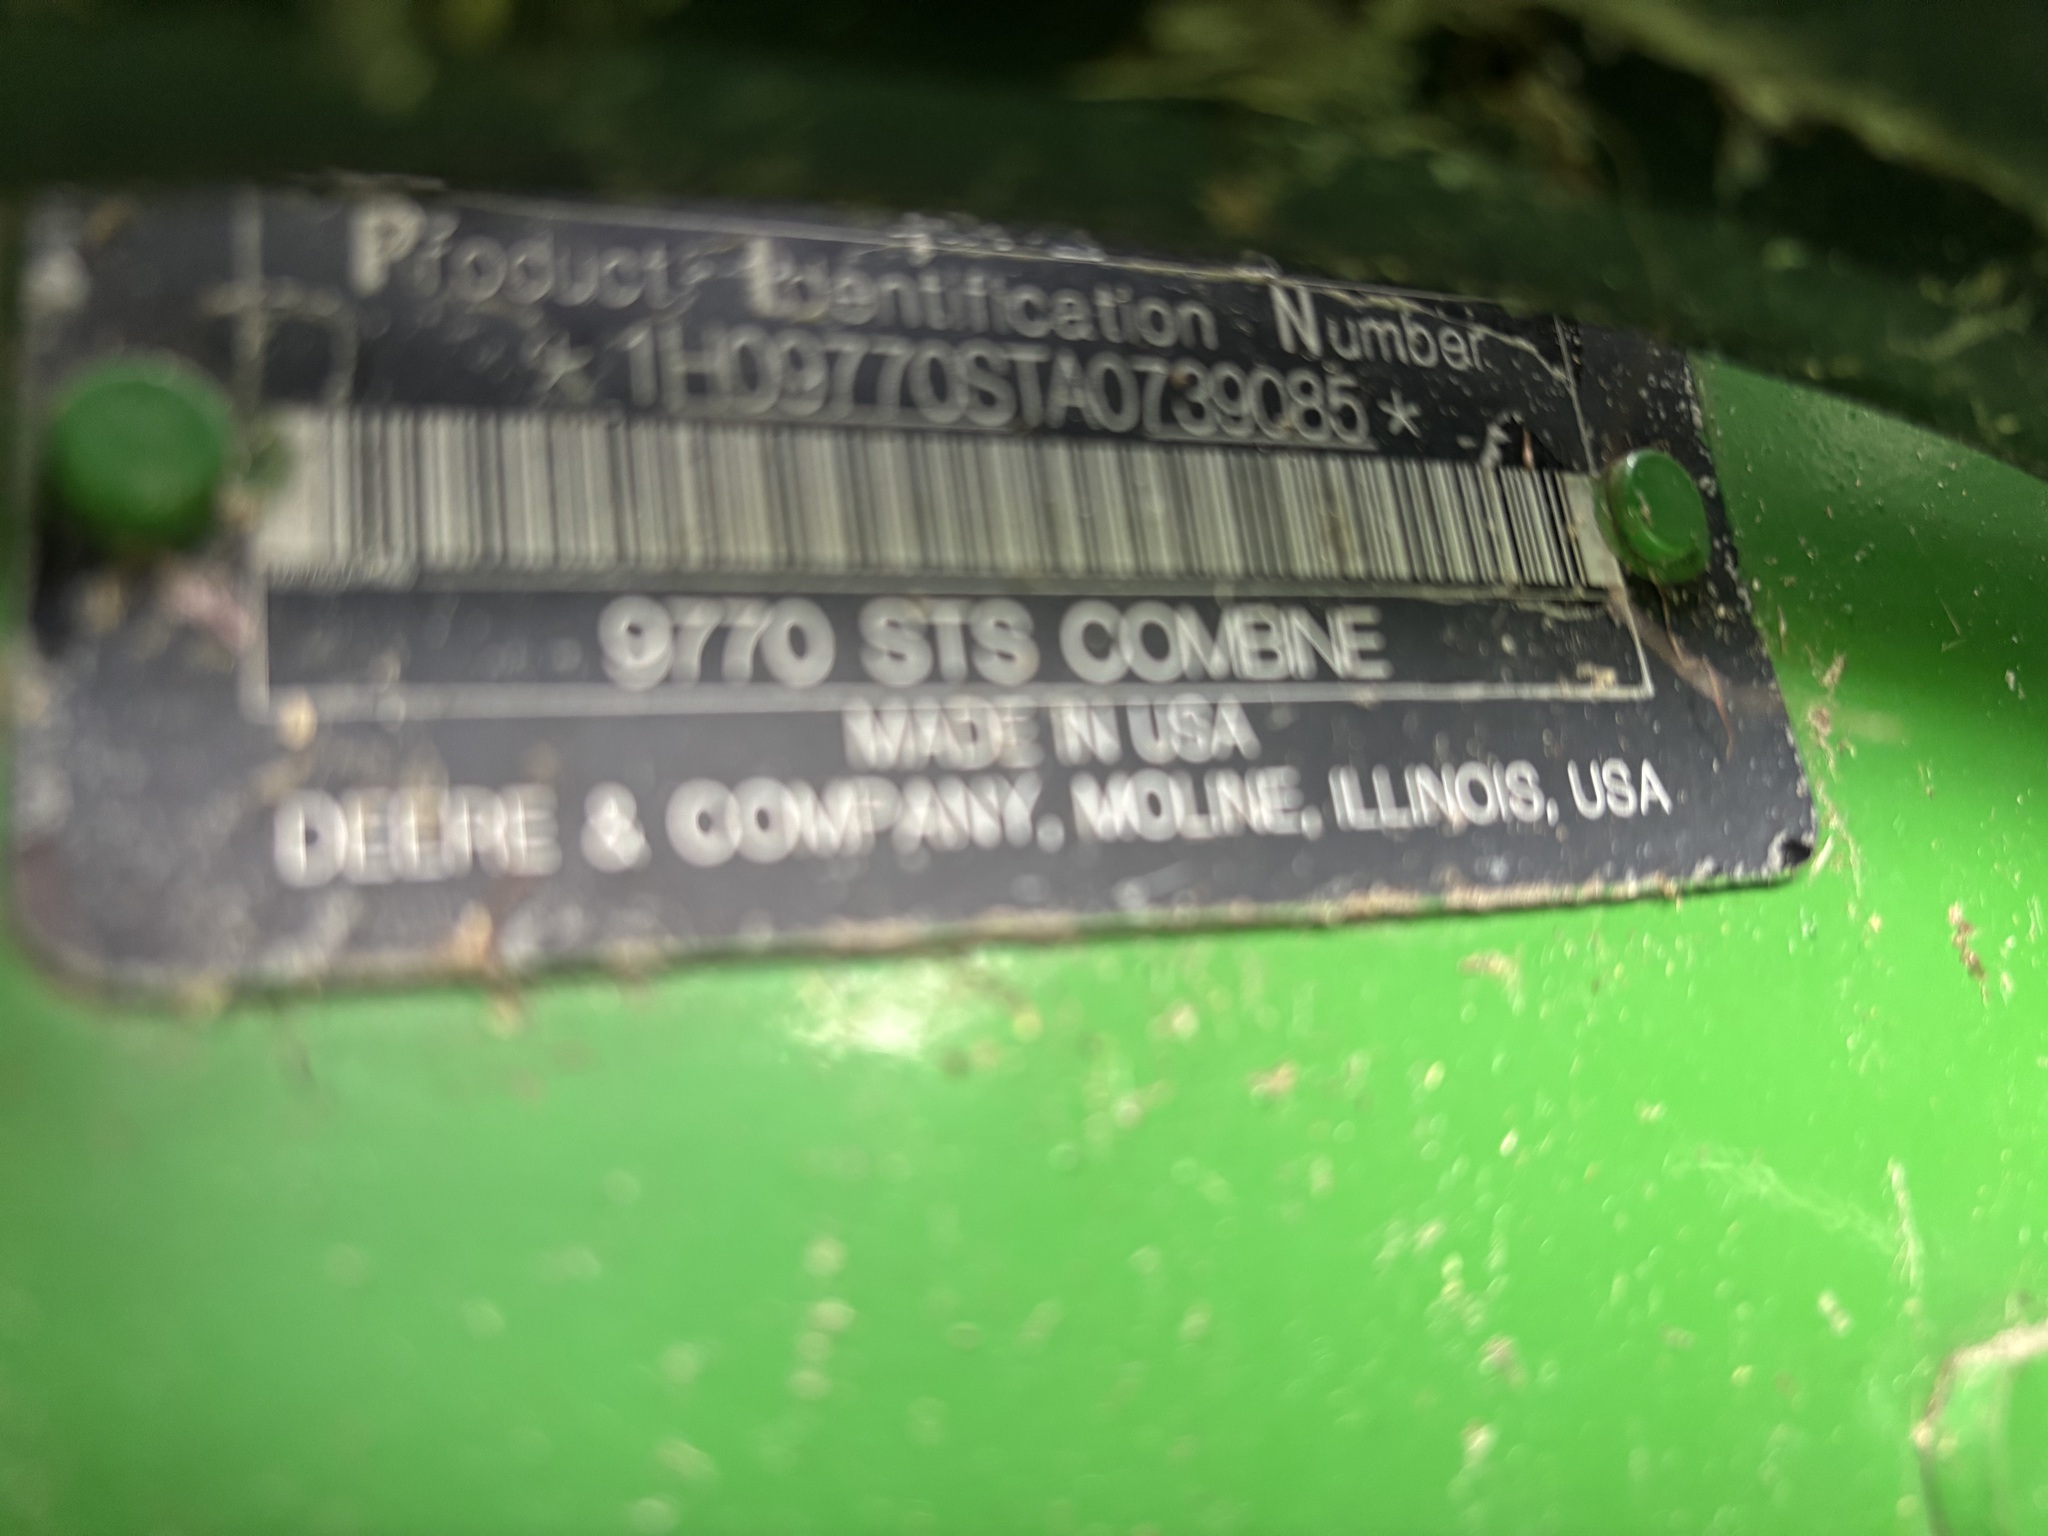 Product Identification Number
*1H09770STA0739085*
9770 STS COMBINE
MADE IN USA
DEERE & COMPANY, MOLINE, ILLINOIS, USA